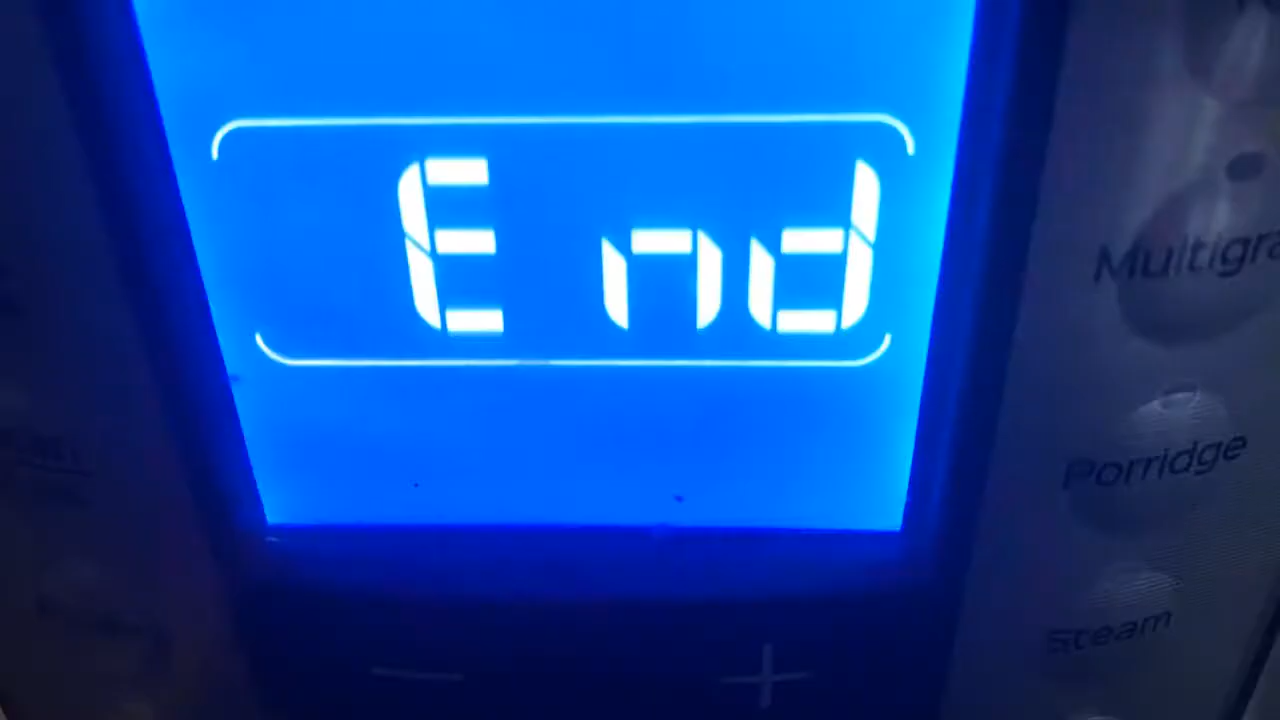 End
Multigra
Porridge
Steam
− +